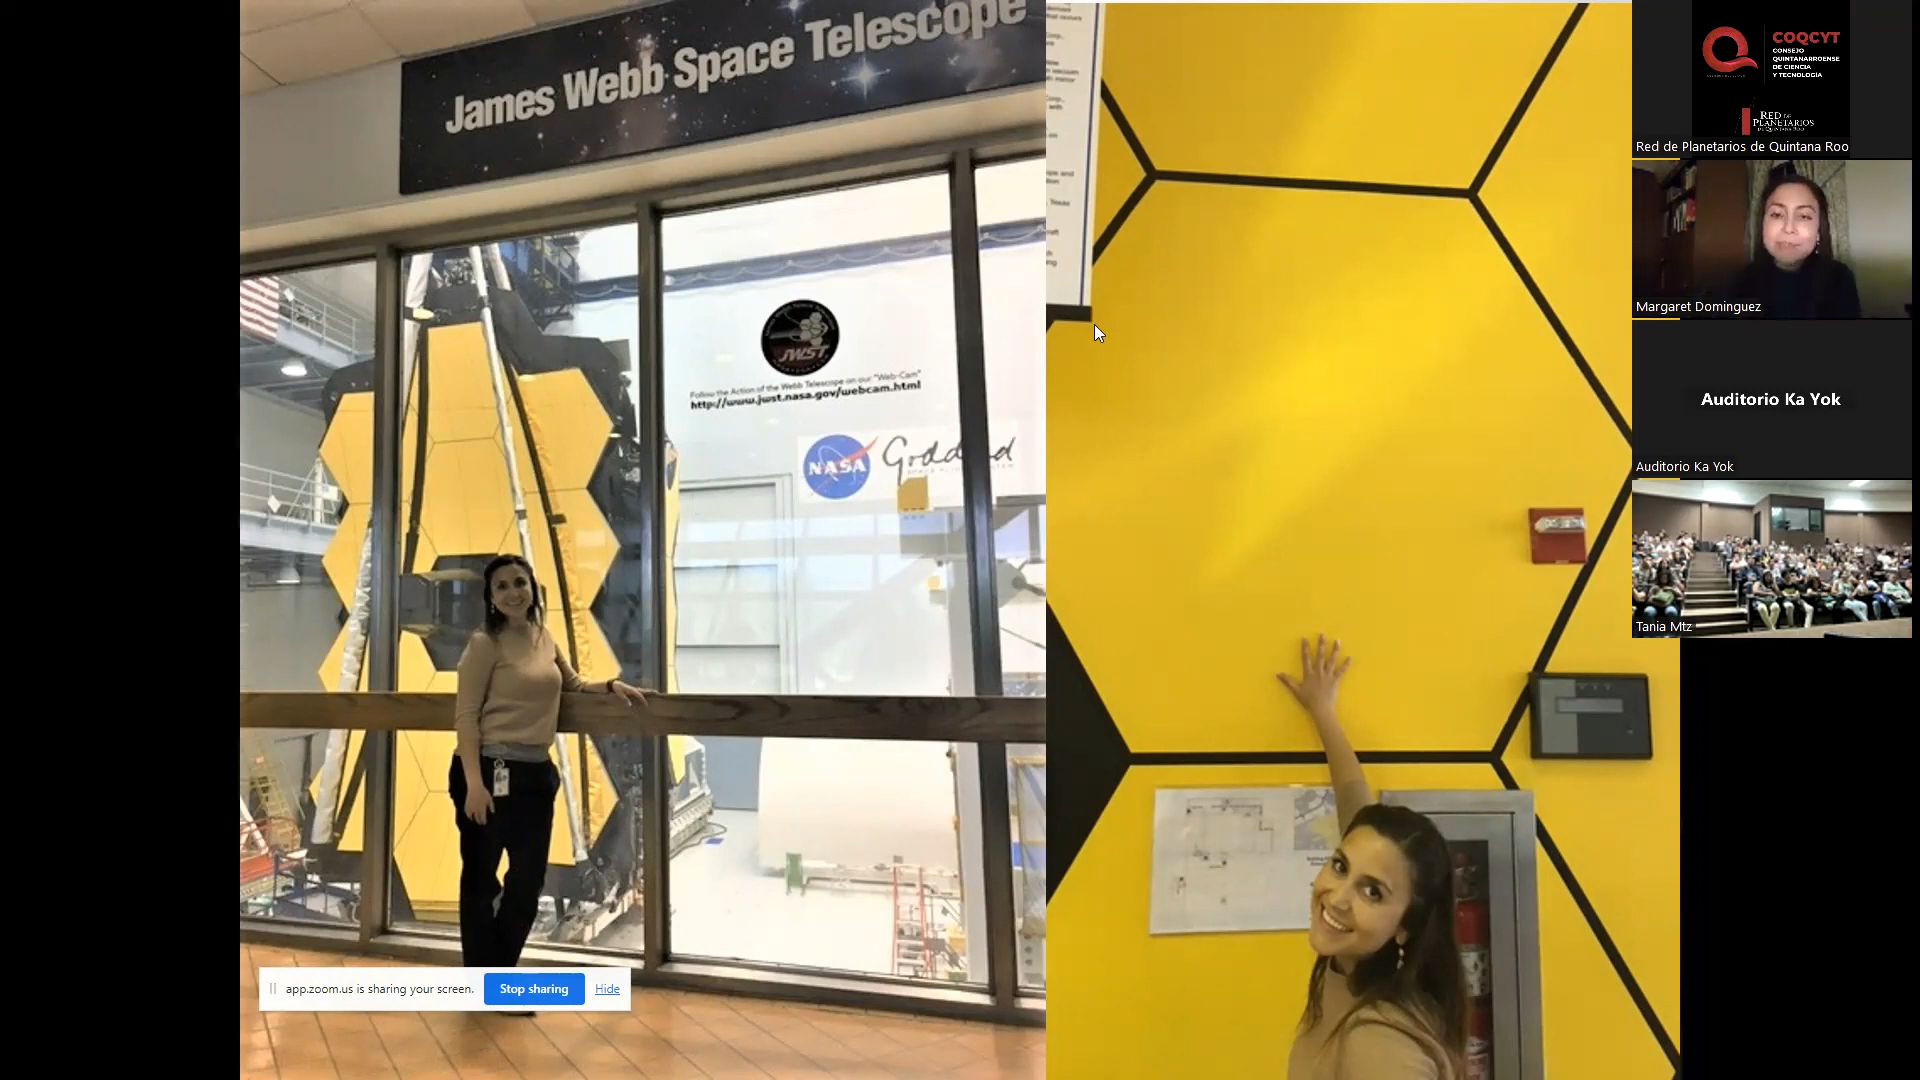 James Webb Space Telescope
JWST
Follow the Action of the Webb Telescope on our "Web-Cam"
http://www.jwst.nasa.gov/webcam.html
NASA
Goddard
app.zoom.us is sharing your screen.
Stop sharing
Hide
COQCYT
CONSEJO
QUINTANARROENSE
DE CIENCIA
Y TECNOLOGÍA
RED DE
PLANETARIOS
DE QUINTANA ROO
Red de Planetarios de Quintana Roo
Margaret Dominguez
Auditorio Ka Yok
Auditorio Ka Yok
Tania Mtz